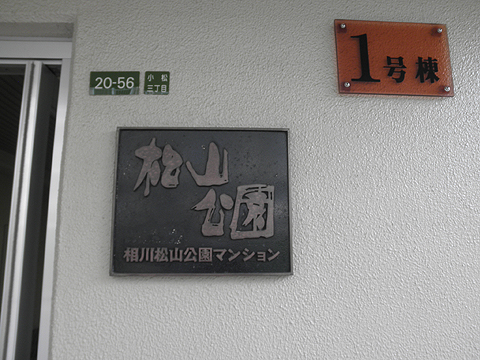 20-56
小松
三丁目
1号棟
松山
公園
相川松山公園マンション